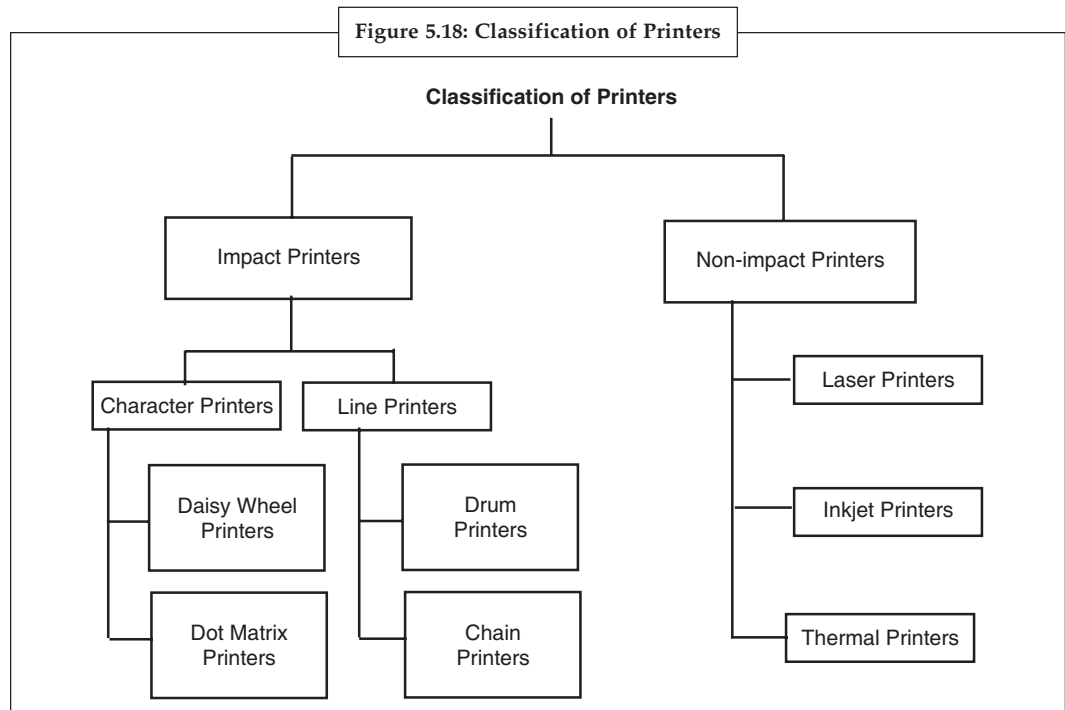 Figure 5.18: Classification of Printers
Classification of Printers
Impact Printers
Non-impact Printers
Character Printers
Line Printers
Laser Printers
Daisy Wheel
Printers
Drum
Printers
Inkjet Printers
Dot Matrix
Printers
Chain
Printers
Thermal Printers